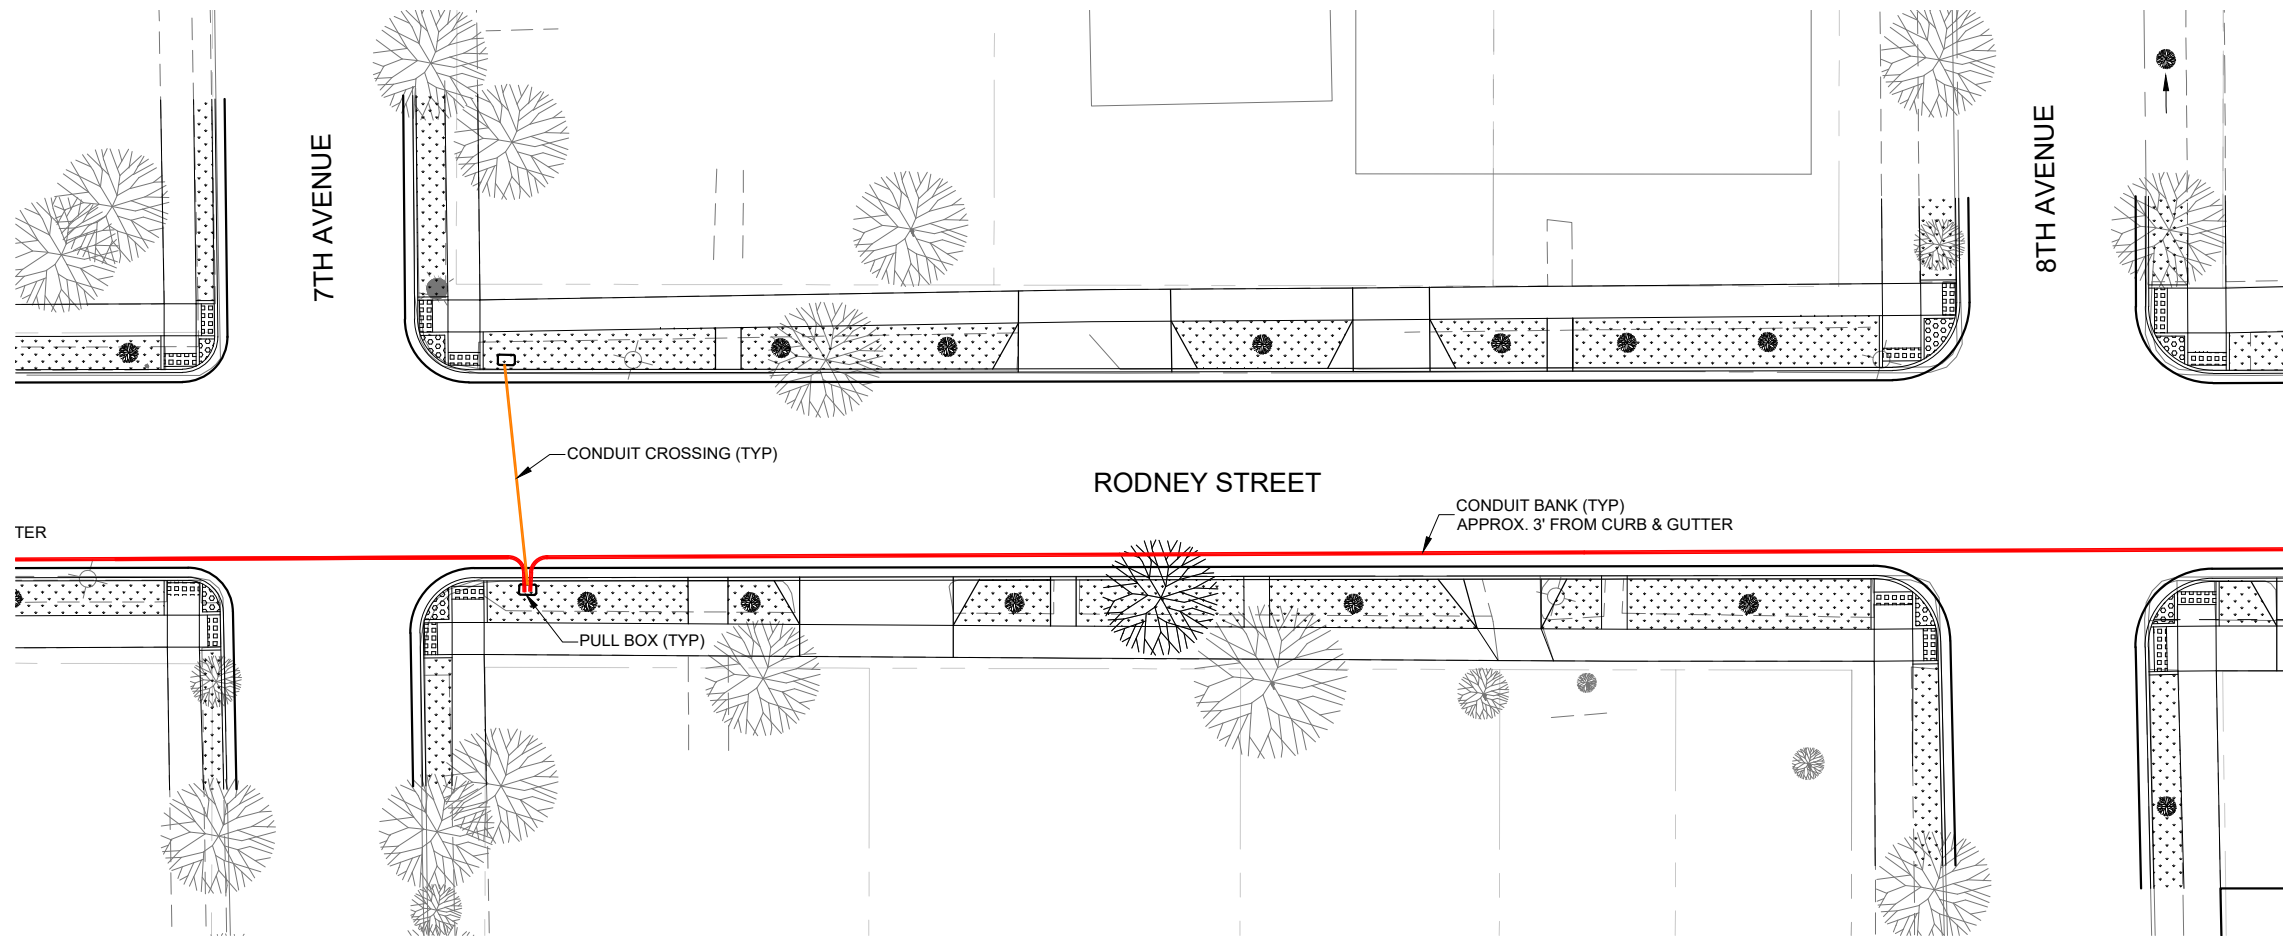 7TH AVENUE
8TH AVENUE
CONDUIT CROSSING (TYP)
RODNEY STREET
CONDUIT BANK (TYP)
APPROX. 3' FROM CURB & GUTTER
TER
PULL BOX (TYP)